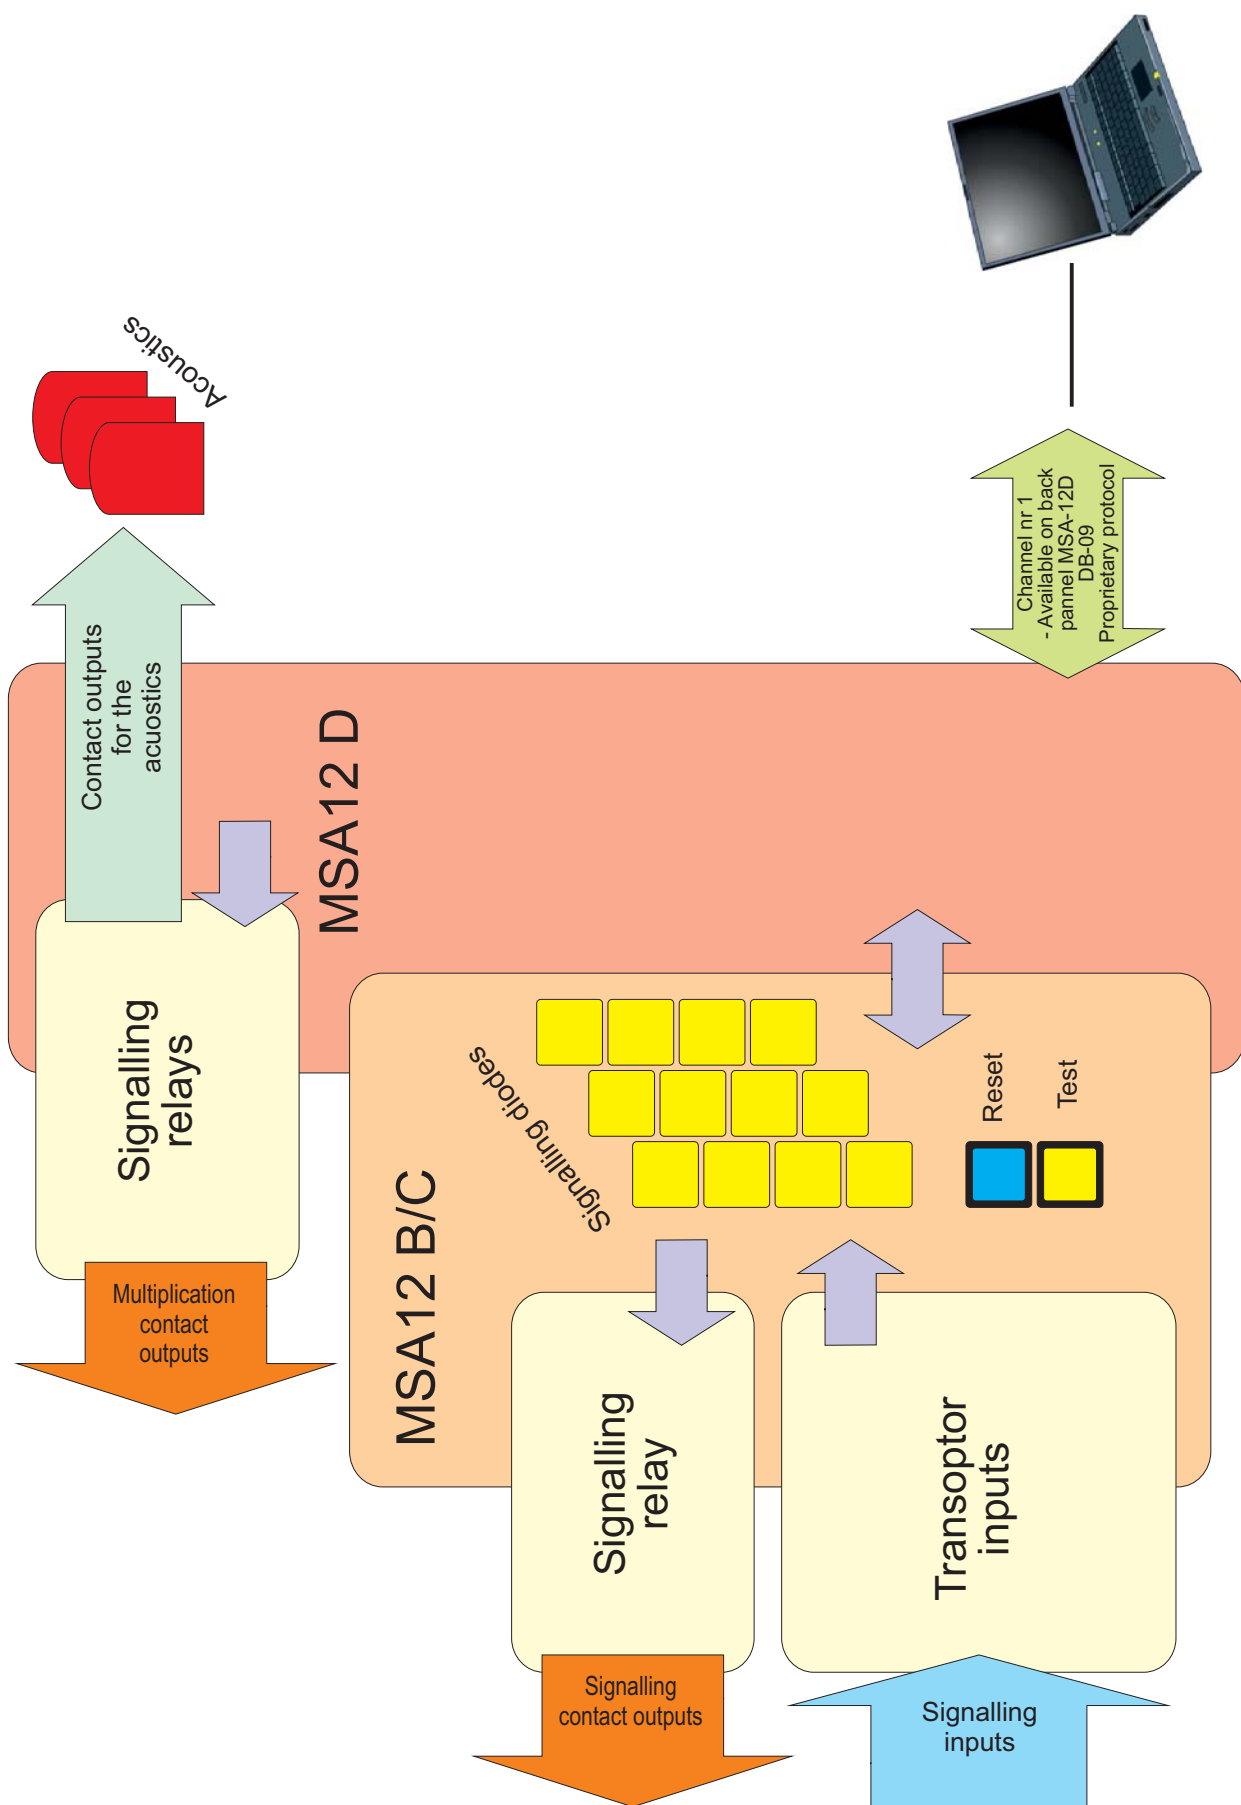 Acoustics
Channel nr 1
- Available on back
pannel MSA-12D
DB-09
Proprietary protocol
Contact outputs
for the
acuostics
MSA12 D
Signalling
relays
Multiplication
contact
outputs
MSA12 B/C
Signalling diodes
Reset
Test
Signalling
relay
Transoptor
inputs
Signalling
contact outputs
Signalling
inputs